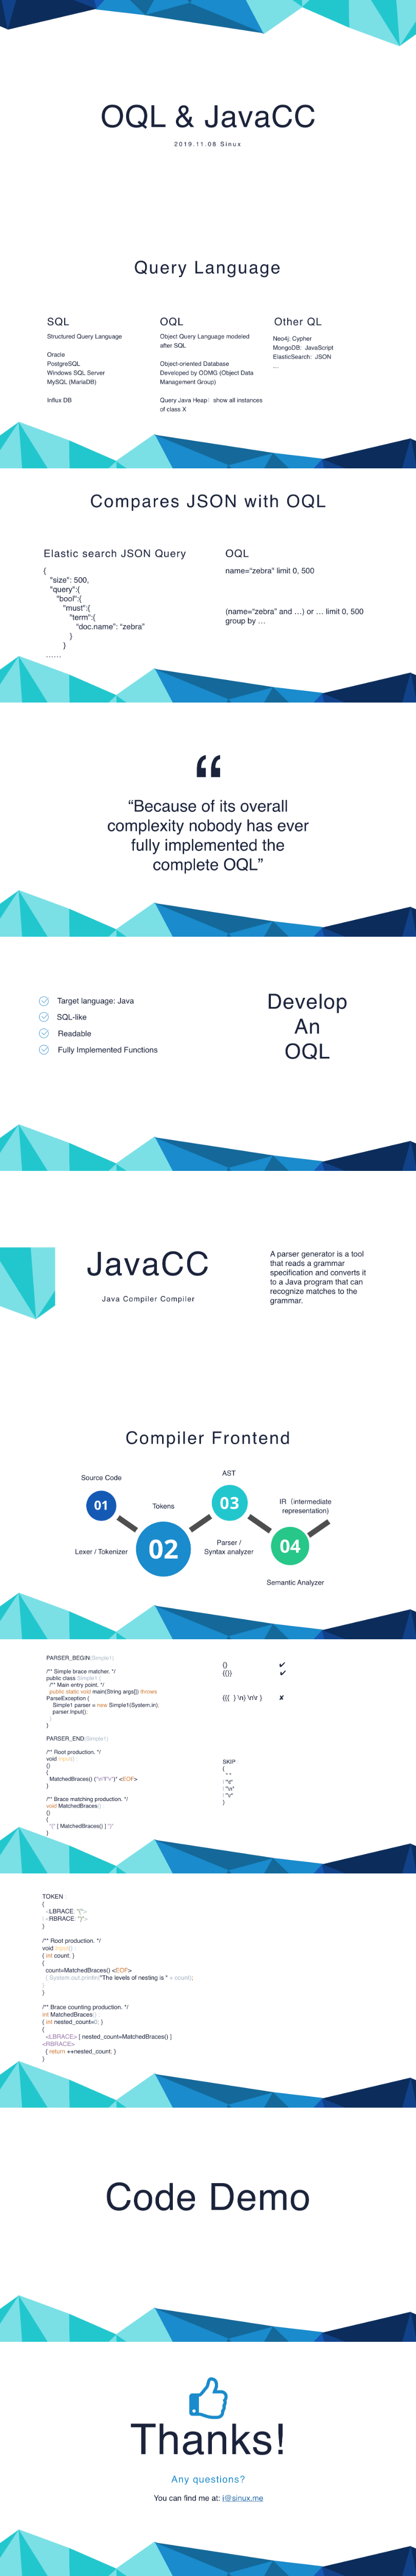 OQL & JavaCC
2019.11.08 Sinux
Query Language
SQL
Structured Query Language
Oracle
PostgreSQL
Windows SQL Server
MySQL (MariaDB)
Influx DB
OQL
Object Query Language modeled
after SQL
Object-oriented Database
Developed by ODMG (Object Data
Management Group)
Query Java Heap: show all instances
of class X
Other QL
Neo4j: Cypher
MongoDB: JavaScript
ElasticSearch: JSON
...
Compares JSON with OQL
Elastic search JSON Query
{
"size": 500,
"query":{
"bool":{
"must":{
"term":{
"doc.name": "zebra"
}
}
......
OQL
name="zebra" limit 0, 500
(name="zebra" and ...) or ... limit 0, 500
group by ...
“
“Because of its overall
complexity nobody has ever
fully implemented the
complete OQL”
Target language: Java
SQL-like
Readable
Fully Implemented Functions
Develop
An
OQL
JavaCC
Java Compiler Compiler
A parser generator is a tool
that reads a grammar
specification and converts it
to a Java program that can
recognize matches to the
grammar.
Compiler Frontend
Source Code
01
Lexer / Tokenizer
Tokens
02
AST
03
Parser /
Syntax analyzer
IR (intermediate
representation)
04
Semantic Analyzer
PARSER_BEGIN(Simple1)
/** Simple brace matcher. */
public class Simple1 {
/** Main entry point. */
public static void main(String args[]) throws
ParseException {
Simple1 parser = new Simple1(System.in);
parser.Input();
}
}
PARSER_END(Simple1)
/** Root production. */
void Input() :
{}
{
MatchedBraces() ("\n"|"\r")* <EOF>
}
/** Brace matching production. */
void MatchedBraces() :
{}
{
"{" [ MatchedBraces() ] "}"
}
{} ✔
{{}} ✔
{{{ } \n} \n\r } ✘
SKIP :
{
" "
| "\t"
| "\n"
| "\r"
}
TOKEN :
{
<LBRACE: "{">
| <RBRACE: "}">
}
/** Root production. */
void Input() :
{ int count; }
{
count=MatchedBraces() <EOF>
{ System.out.println("The levels of nesting is " + count);
}
}
/** Brace counting production. */
int MatchedBraces() :
{ int nested_count=0; }
{
<LBRACE> [ nested_count=MatchedBraces() ]
<RBRACE>
{ return ++nested_count; }
}
Code Demo
Thanks!
Any questions?
You can find me at: i@sinux.me